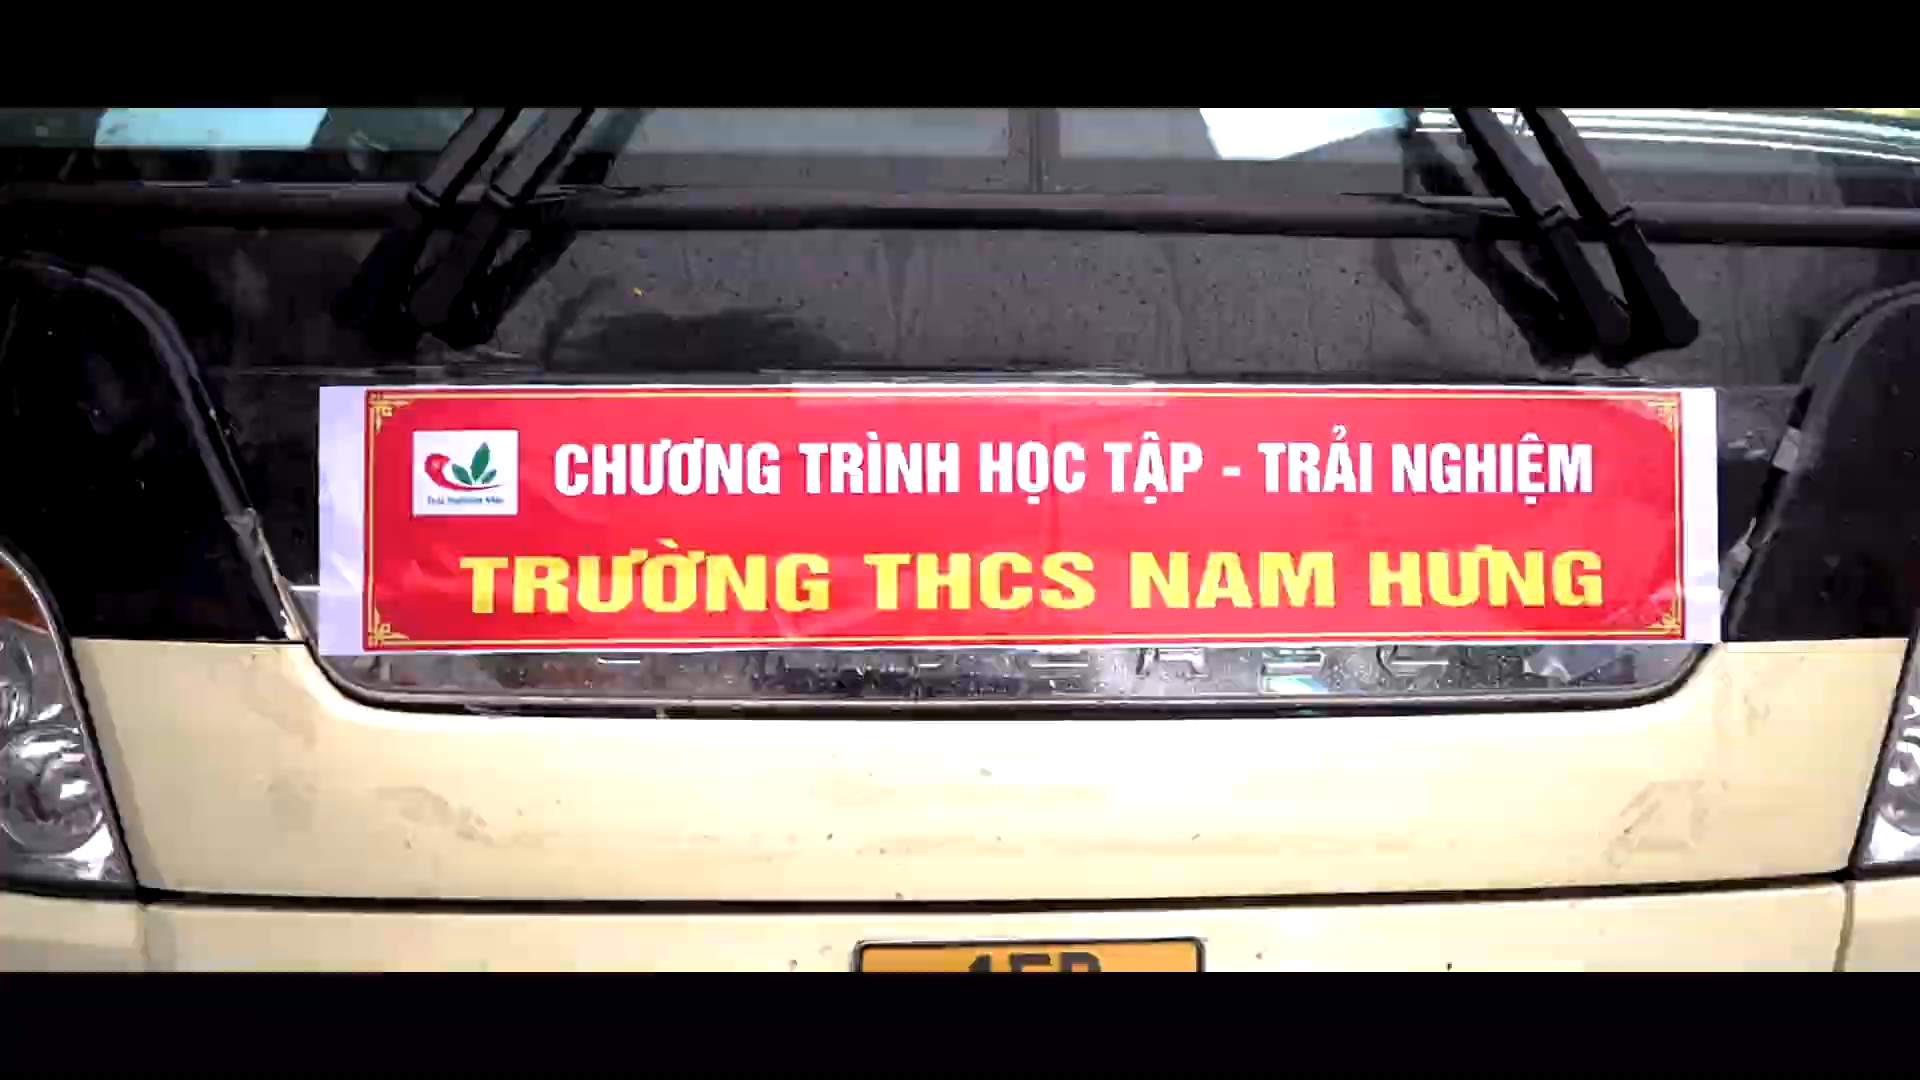 CHƯƠNG TRÌNH HỌC TẬP - TRẢI NGHIỆM
TRƯỜNG THCS NAM HƯNG